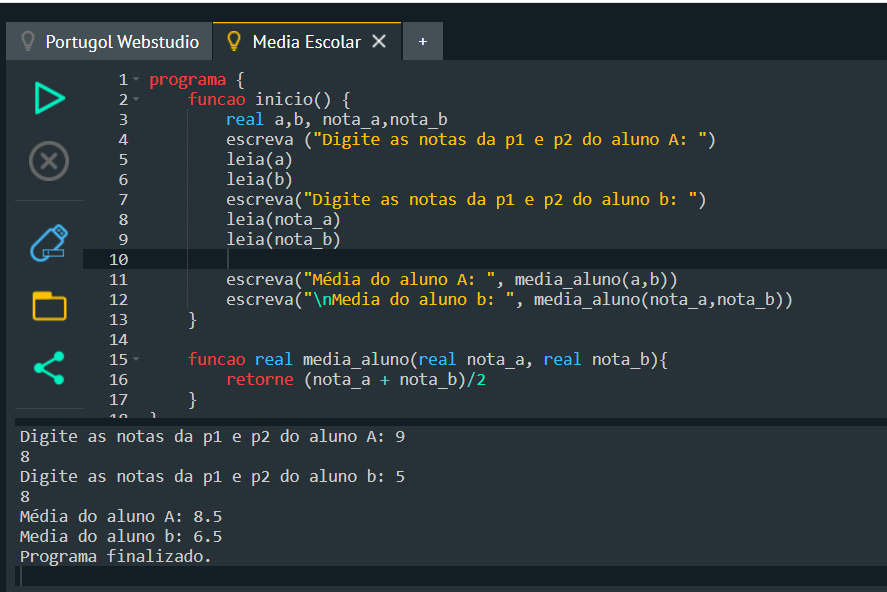 Portugol Webstudio Media Escolar ✕ +
1 programa {
2 funcao inicio() {
3 real a,b, nota_a,nota_b
4 escreva ("Digite as notas da p1 e p2 do aluno A: ")
5 leia(a)
6 leia(b)
7 escreva("Digite as notas da p1 e p2 do aluno b: ")
8 leia(nota_a)
9 leia(nota_b)
10
11 escreva("Média do aluno A: ", media_aluno(a,b))
12 escreva("\nMedia do aluno b: ", media_aluno(nota_a,nota_b))
13 }
14
15 funcao real media_aluno(real nota_a, real nota_b){
16 retorne (nota_a + nota_b)/2
17 }
Digite as notas da p1 e p2 do aluno A: 9
8
Digite as notas da p1 e p2 do aluno b: 5
8
Média do aluno A: 8.5
Media do aluno b: 6.5
Programa finalizado.